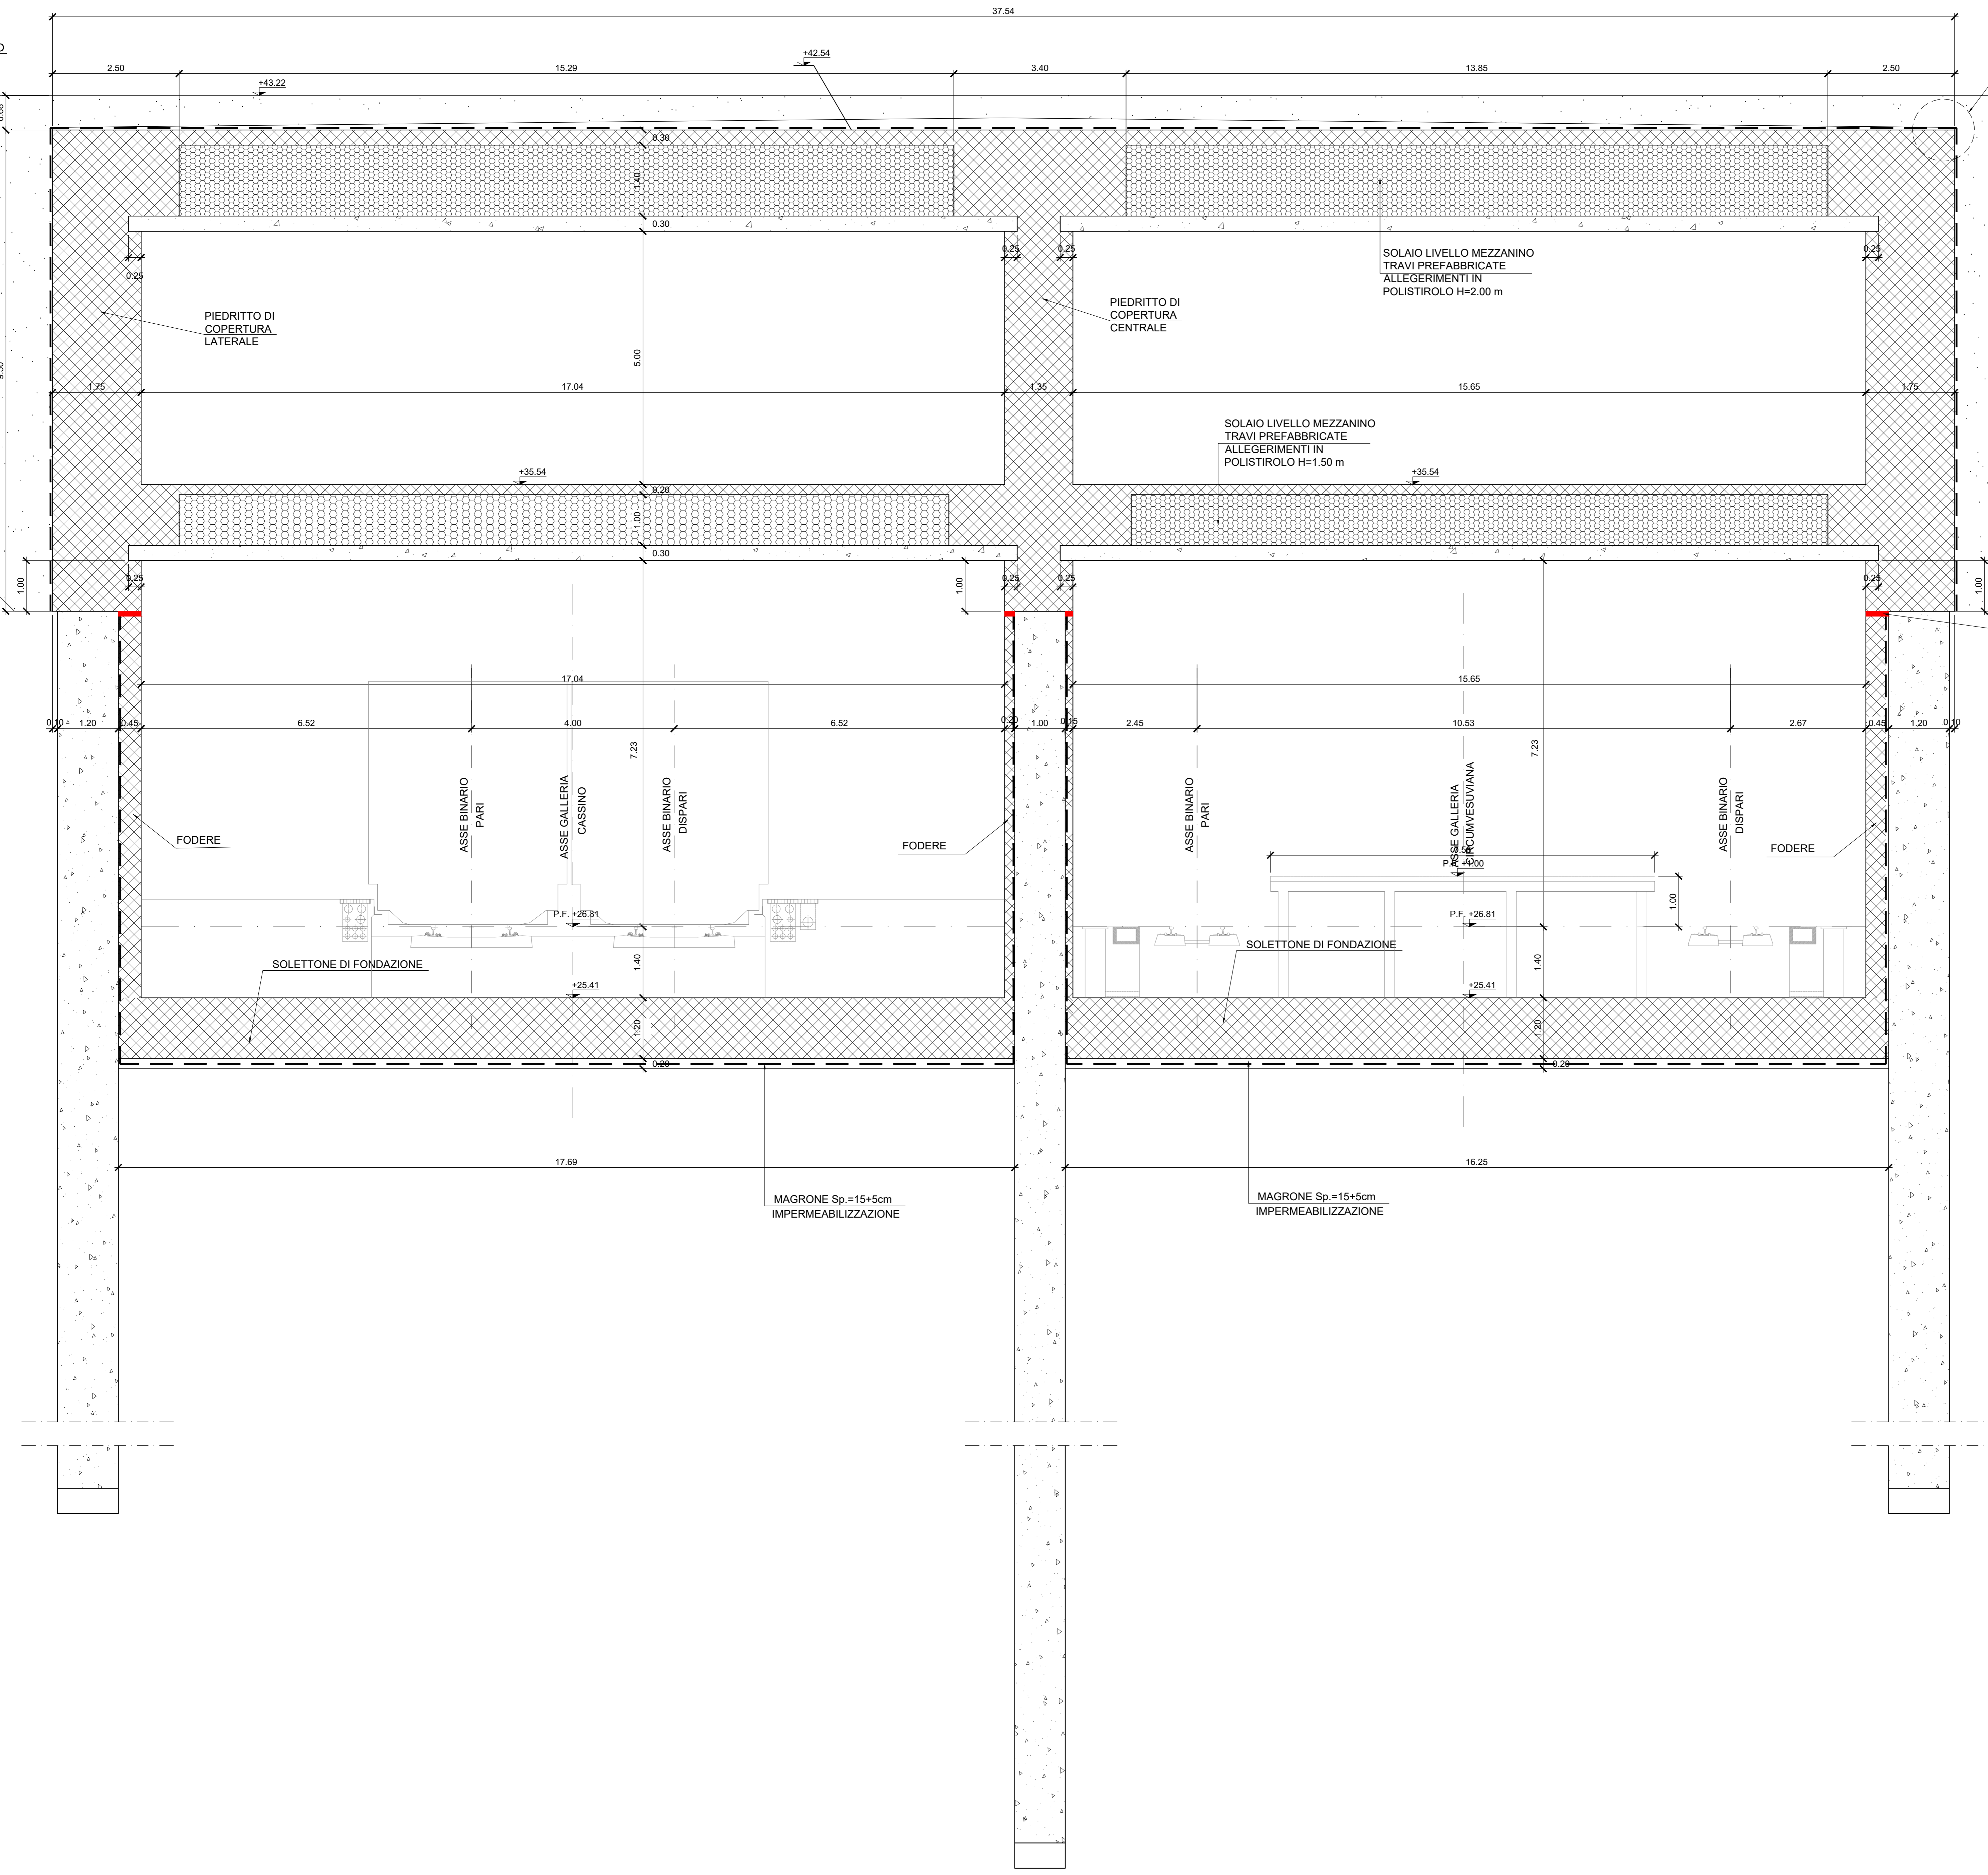 37.54
2.50
15.29
3.40
13.85
2.50
+42.54
+43.22
0.30
1.40
0.30
0.25
0.25
0.25
0.25
SOLAIO LIVELLO MEZZANINO
TRAVI PREFABBRICATE
ALLEGERIMENTI IN
POLISTIROLO H=2.00 m
PIEDRITTO DI
COPERTURA
LATERALE
PIEDRITTO DI
COPERTURA
CENTRALE
5.00
1.75
17.04
1.35
15.65
1.75
SOLAIO LIVELLO MEZZANINO
TRAVI PREFABBRICATE
ALLEGERIMENTI IN
POLISTIROLO H=1.50 m
+35.54
+35.54
0.20
1.00
0.30
1.00
0.25
1.00
0.25
0.25
0.25
1.00
17.04
15.65
0.10
1.20
0.45
6.52
4.00
6.52
0.20
1.00
0.15
2.45
10.53
2.67
0.45
1.20
0.10
7.23
7.23
ASSE BINARIO
PARI
ASSE GALLERIA
CASSINO
ASSE BINARIO
DISPARI
ASSE BINARIO
PARI
ASSE GALLERIA
CIRCUMVESUVIANA
ASSE BINARIO
DISPARI
FODERE
FODERE
FODERE
P.F. +1.00
1.00
P.F. +26.81
P.F. +26.81
SOLETTONE DI FONDAZIONE
SOLETTONE DI FONDAZIONE
1.40
1.40
+25.41
+25.41
1.20
1.20
0.20
0.20
17.69
16.25
MAGRONE Sp.=15+5cm
IMPERMEABILIZZAZIONE
MAGRONE Sp.=15+5cm
IMPERMEABILIZZAZIONE